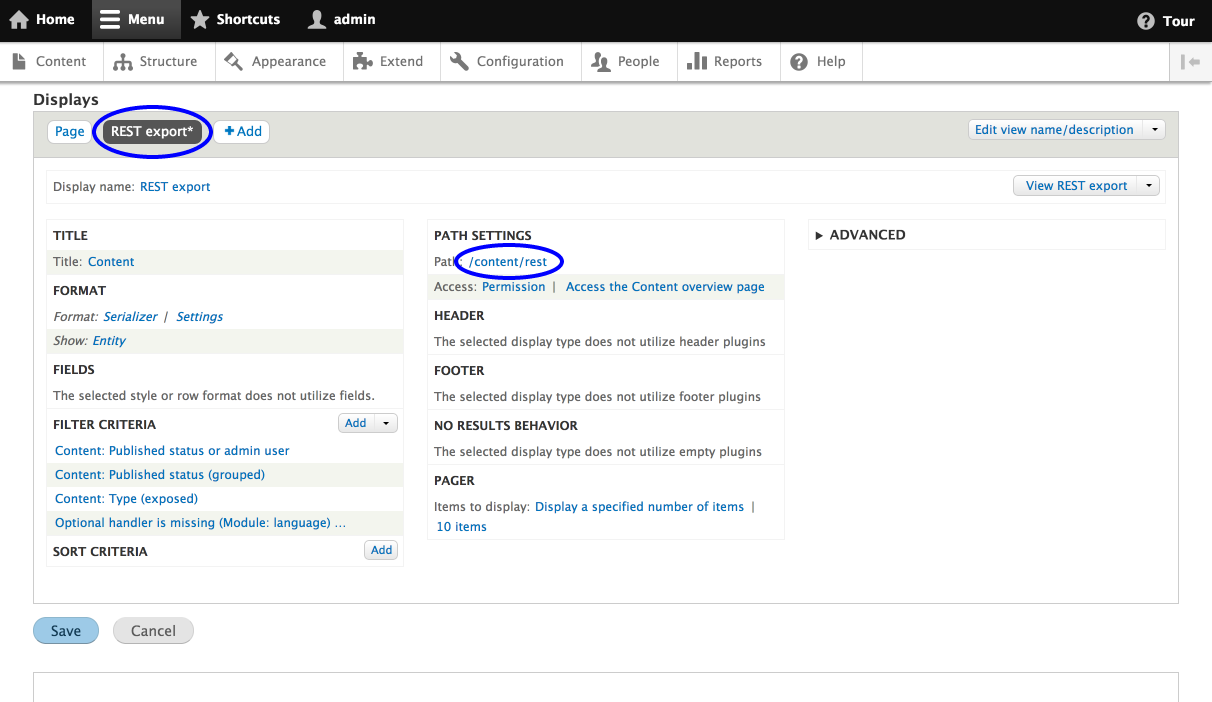 Home Menu Shortcuts admin Tour
Content Structure Appearance Extend Configuration People Reports Help
Displays
Page REST export* Add Edit view name/description
Display name: REST export View REST export
TITLE
Title: Content
FORMAT
Format: Serializer | Settings
Show: Entity
FIELDS
The selected style or row format does not utilize fields.
FILTER CRITERIA Add
Content: Published status or admin user
Content: Published status (grouped)
Content: Type (exposed)
Optional handler is missing (Module: language) ...
SORT CRITERIA Add
PATH SETTINGS
Path: /content/rest
Access: Permission | Access the Content overview page
HEADER
The selected display type does not utilize header plugins
FOOTER
The selected display type does not utilize footer plugins
NO RESULTS BEHAVIOR
The selected display type does not utilize empty plugins
PAGER
Items to display: Display a specified number of items |
10 items
ADVANCED
Save Cancel